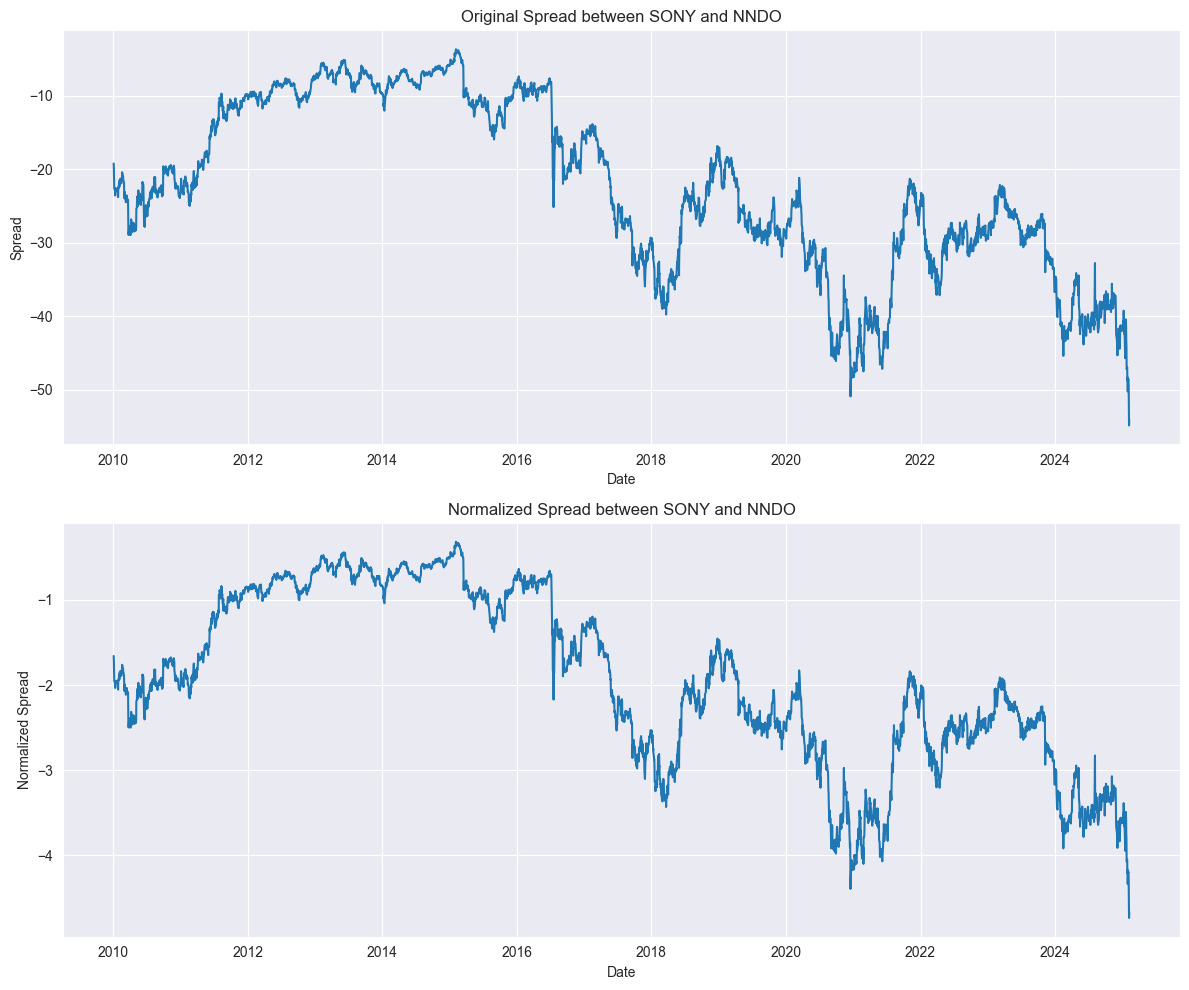 Original Spread between SONY and NNDO
−10
−20
−30
−40
−50
Spread
2010 2012 2014 2016 2018 2020 2022 2024
Date
Normalized Spread between SONY and NNDO
−1
−2
−3
−4
Normalized Spread
2010 2012 2014 2016 2018 2020 2022 2024
Date